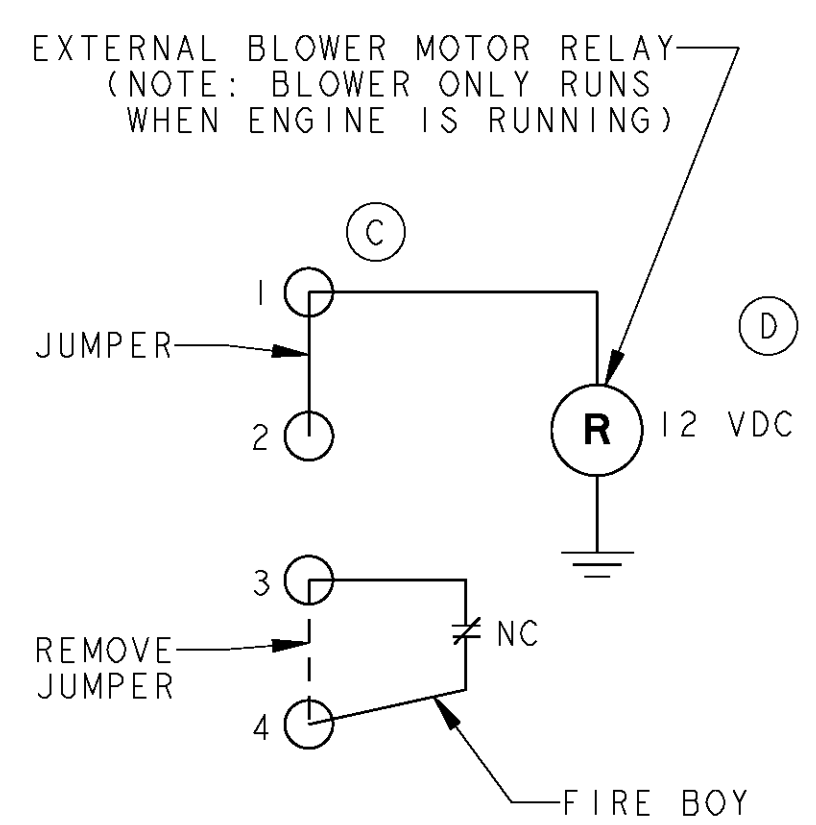 EXTERNAL BLOWER MOTOR RELAY
(NOTE: BLOWER ONLY RUNS
WHEN ENGINE IS RUNNING)
C
1
D
JUMPER
2
R
12 VDC
3
NC
REMOVE
JUMPER
4
FIRE BOY